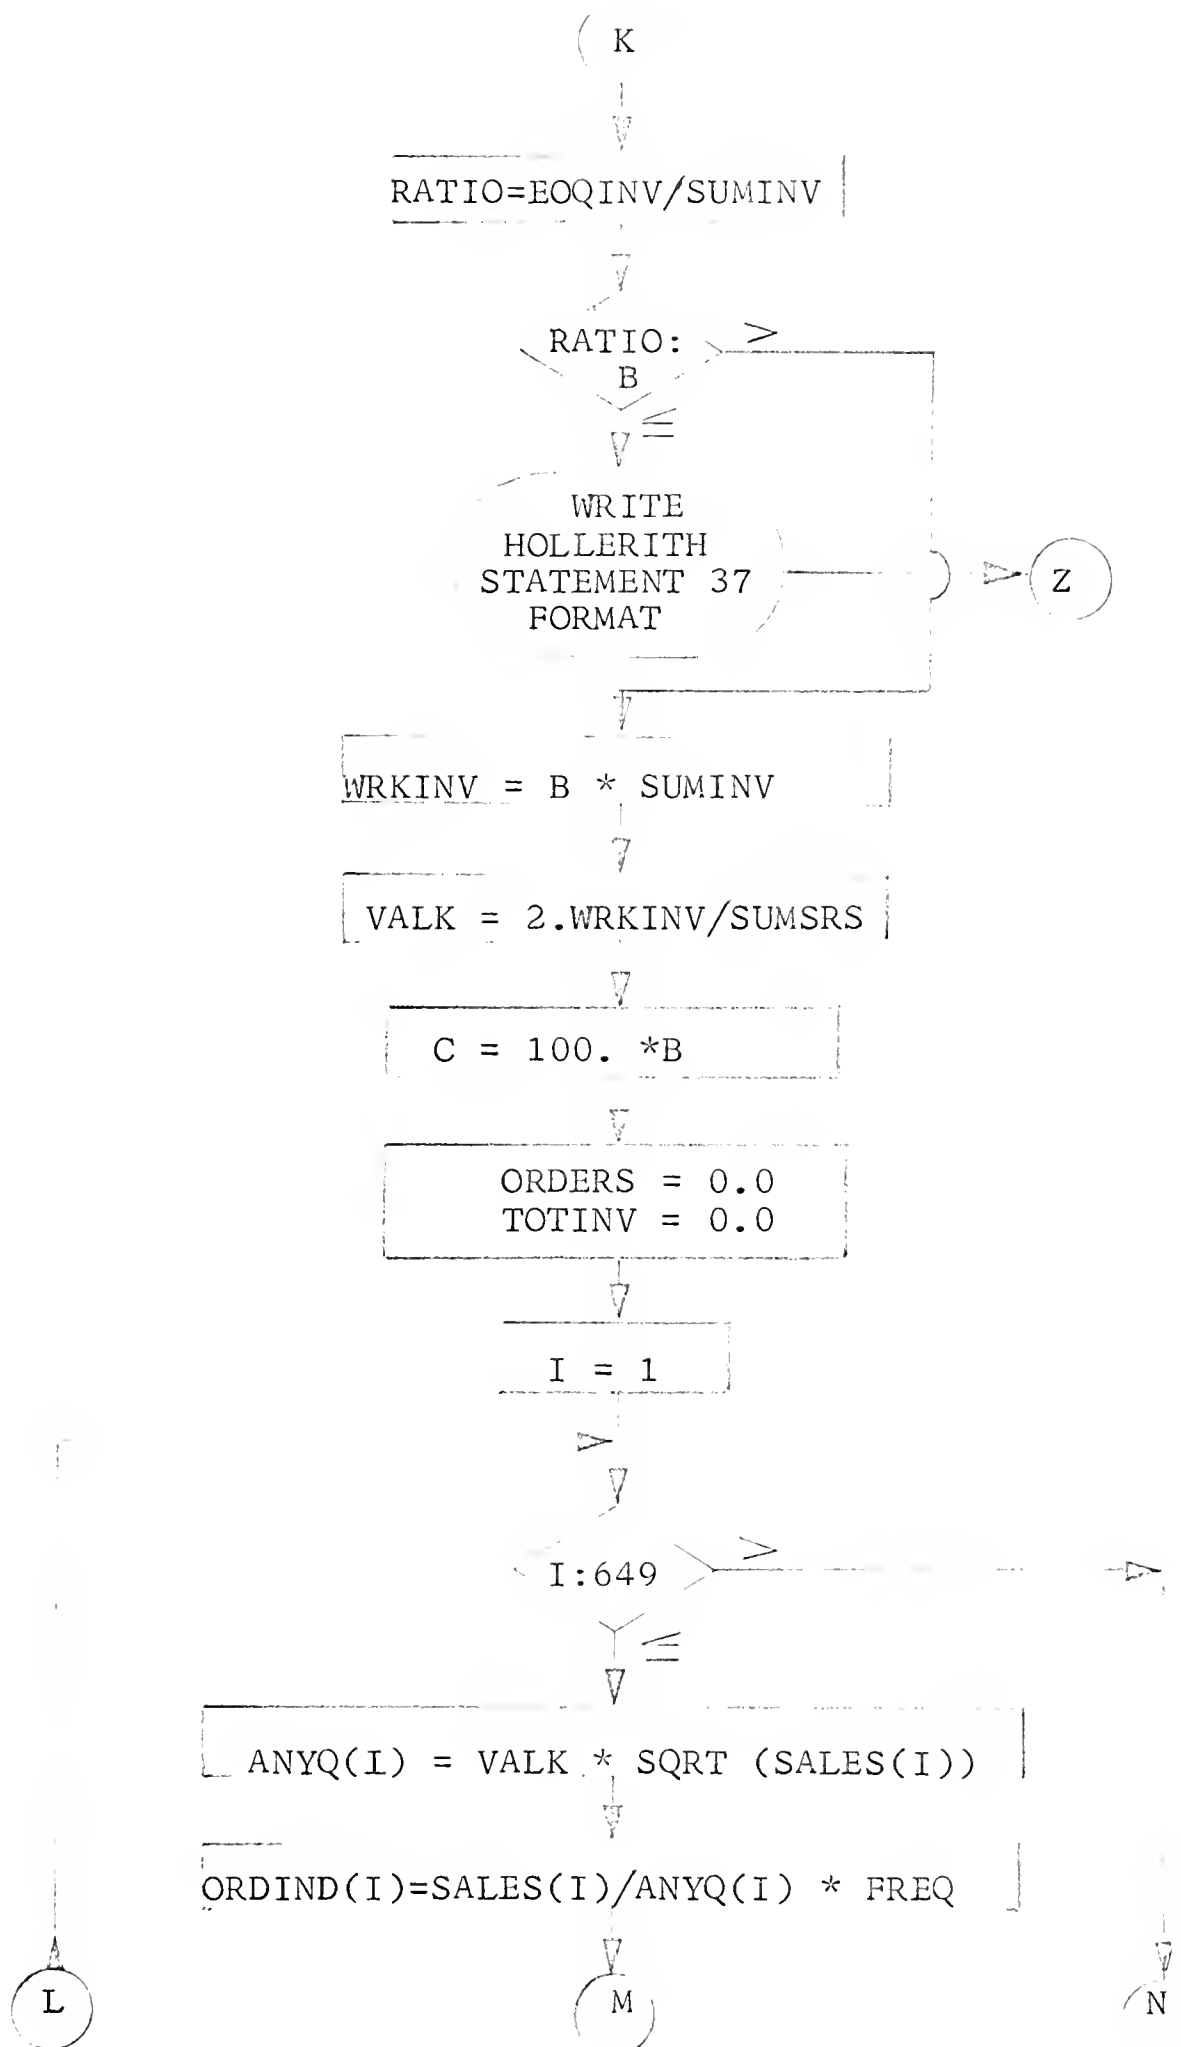 K
RATIO=EOQINV/SUMINV
RATIO: >
B
≤
WRITE
HOLLERITH
STATEMENT 37
FORMAT
Z
WRKINV = B * SUMINV
VALK = 2.WRKINV/SUMSRS
C = 100. *B
ORDERS = 0.0
TOTINV = 0.0
I = 1
I:649 >
≤
ANYQ(I) = VALK * SQRT (SALES(I))
ORDIND(I)=SALES(I)/ANYQ(I) * FREQ
L M N